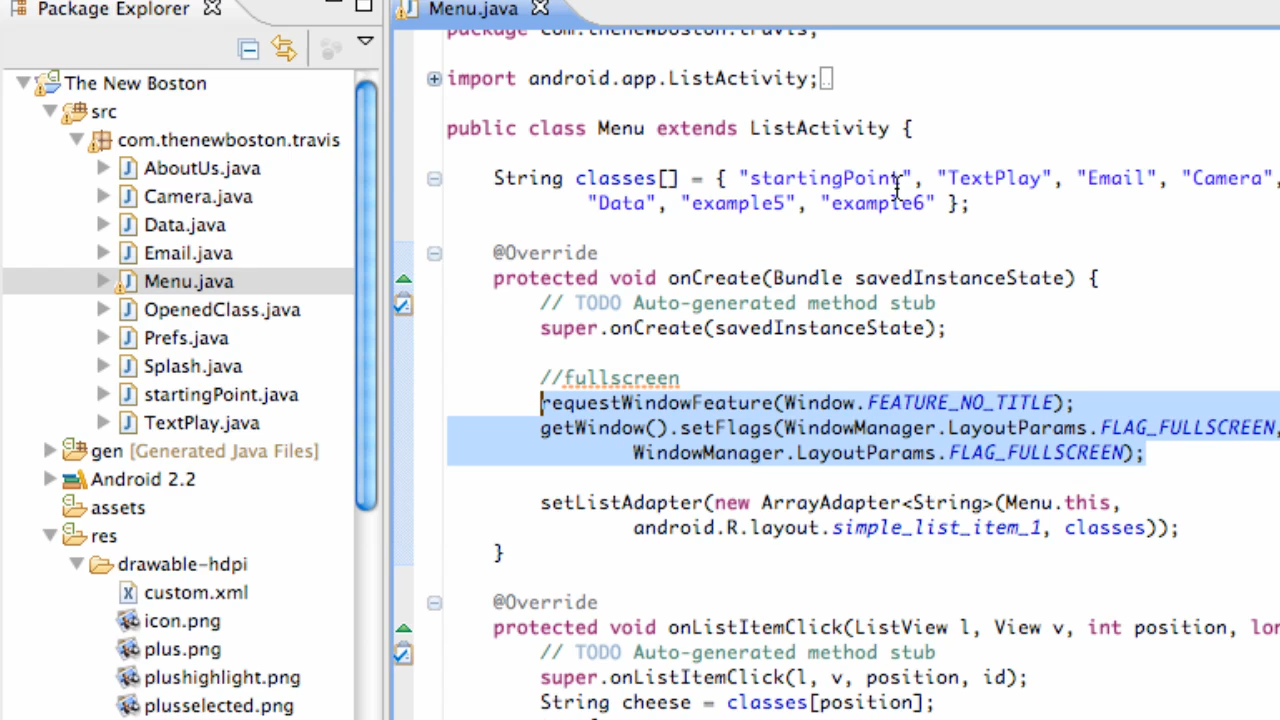 Package Explorer
The New Boston
src
com.thenewboston.travis
AboutUs.java
Camera.java
Data.java
Email.java
Menu.java
OpenedClass.java
Prefs.java
Splash.java
startingPoint.java
TextPlay.java
gen [Generated Java Files]
Android 2.2
assets
res
drawable-hdpi
custom.xml
icon.png
plus.png
plushighlight.png
plusselected.png
Menu.java
package com.thenewboston.travis;
import android.app.ListActivity;
public class Menu extends ListActivity {
String classes[] = { "startingPoint", "TextPlay", "Email", "Camera",
"Data", "example5", "example6" };
@Override
protected void onCreate(Bundle savedInstanceState) {
// TODO Auto-generated method stub
super.onCreate(savedInstanceState);
//fullscreen
requestWindowFeature(Window.FEATURE_NO_TITLE);
getWindow().setFlags(WindowManager.LayoutParams.FLAG_FULLSCREEN,
WindowManager.LayoutParams.FLAG_FULLSCREEN);
setListAdapter(new ArrayAdapter<String>(Menu.this,
android.R.layout.simple_list_item_1, classes));
}
@Override
protected void onListItemClick(ListView l, View v, int position, lon
// TODO Auto-generated method stub
super.onListItemClick(l, v, position, id);
String cheese = classes[position];